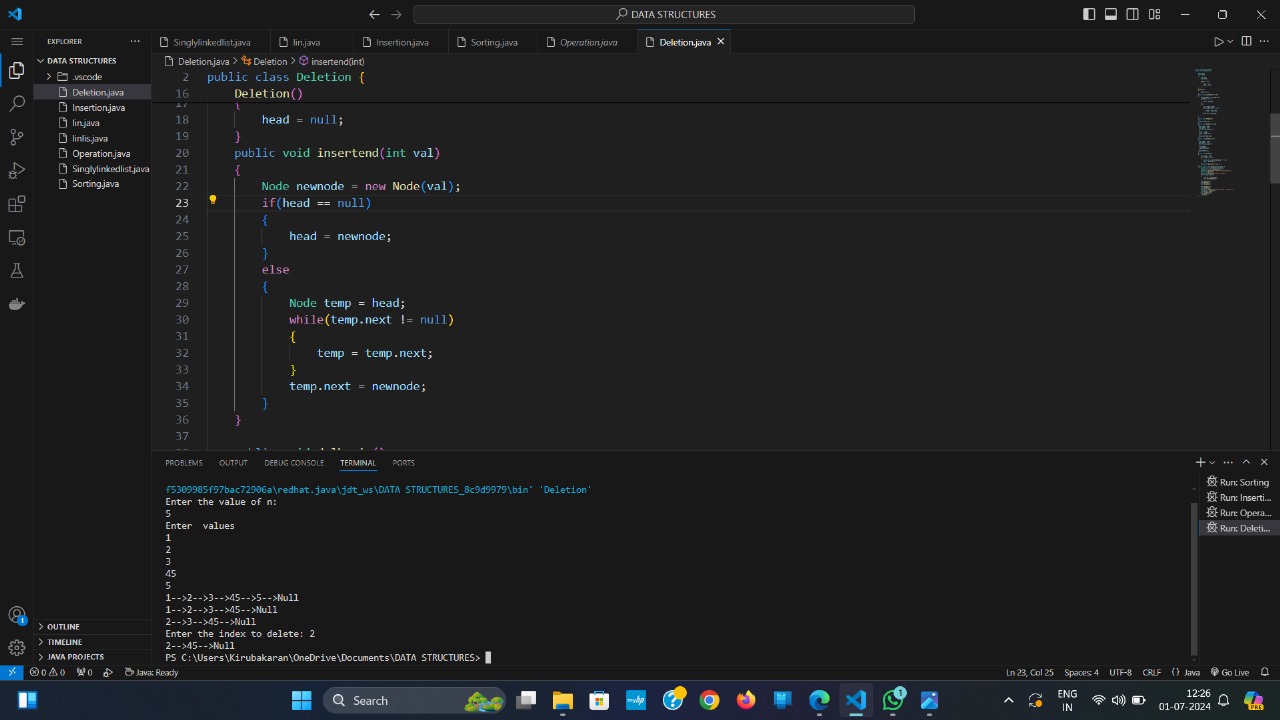 DATA STRUCTURES
EXPLORER
Singlylinkedlist.java
lin.java
Insertion.java
Sorting.java
Operation.java
Deletion.java
DATA STRUCTURES
.vscode
Deletion.java
Insertion.java
lin.java
linlis.java
Operation.java
Singlylinkedlist.java
Sorting.java
OUTLINE
TIMELINE
JAVA PROJECTS
Deletion.java > Deletion > insertend(int)
2 public class Deletion {
16 Deletion()
17 {
18 head = null;
19 }
20 public void insertend(int val)
21 {
22 Node newnode = new Node(val);
23 if(head == null)
24 {
25 head = newnode;
26 }
27 else
28 {
29 Node temp = head;
30 while(temp.next != null)
31 {
32 temp = temp.next;
33 }
34 temp.next = newnode;
35 }
36 }
37
PROBLEMS OUTPUT DEBUG CONSOLE TERMINAL PORTS
f5309985f97bac72906a\redhat.java\jdt_ws\DATA STRUCTURES_8c9d9979\bin' 'Deletion'
Enter the value of n:
5
Enter  values
1
2
3
45
5
1-->2-->3-->45-->5-->Null
1-->2-->3-->45-->Null
2-->3-->45-->Null
Enter the index to delete: 2
2-->45-->Null
PS C:\Users\Kirubakaran\OneDrive\Documents\DATA STRUCTURES>
Run: Sorting
Run: Inserti...
Run: Opera...
Run: Deleti...
0 0 0 Java: Ready
Ln 23, Col 25 Spaces: 4 UTF-8 CRLF {} Java Go Live
Search
1
ENG
IN
12:26
01-07-2024
PRE